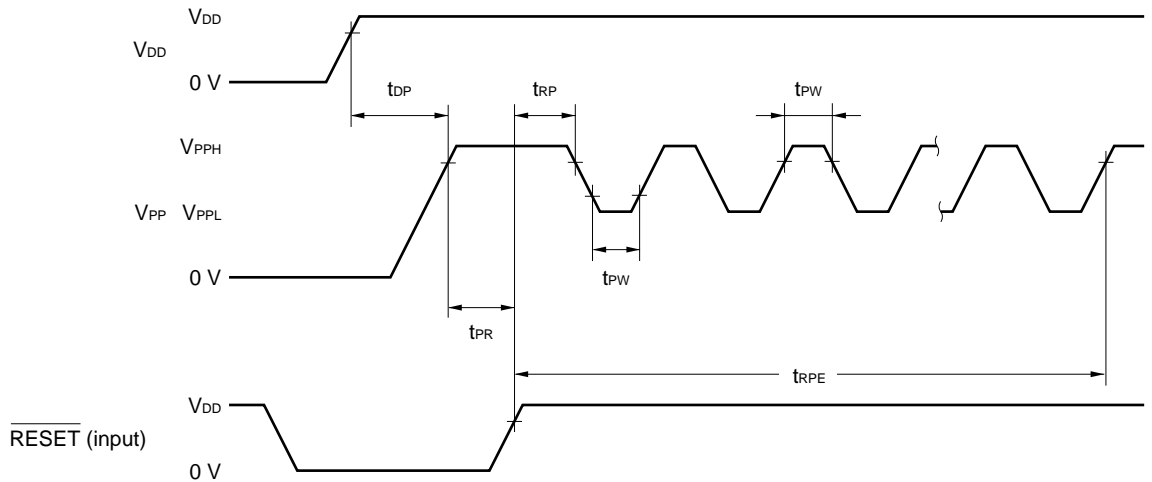 VDD
VDD
0 V
tDP
tRP
tPW
VPPH
VPP VPPL
tPW
0 V
tPR
tRPE
VDD
RESET (input)
0 V